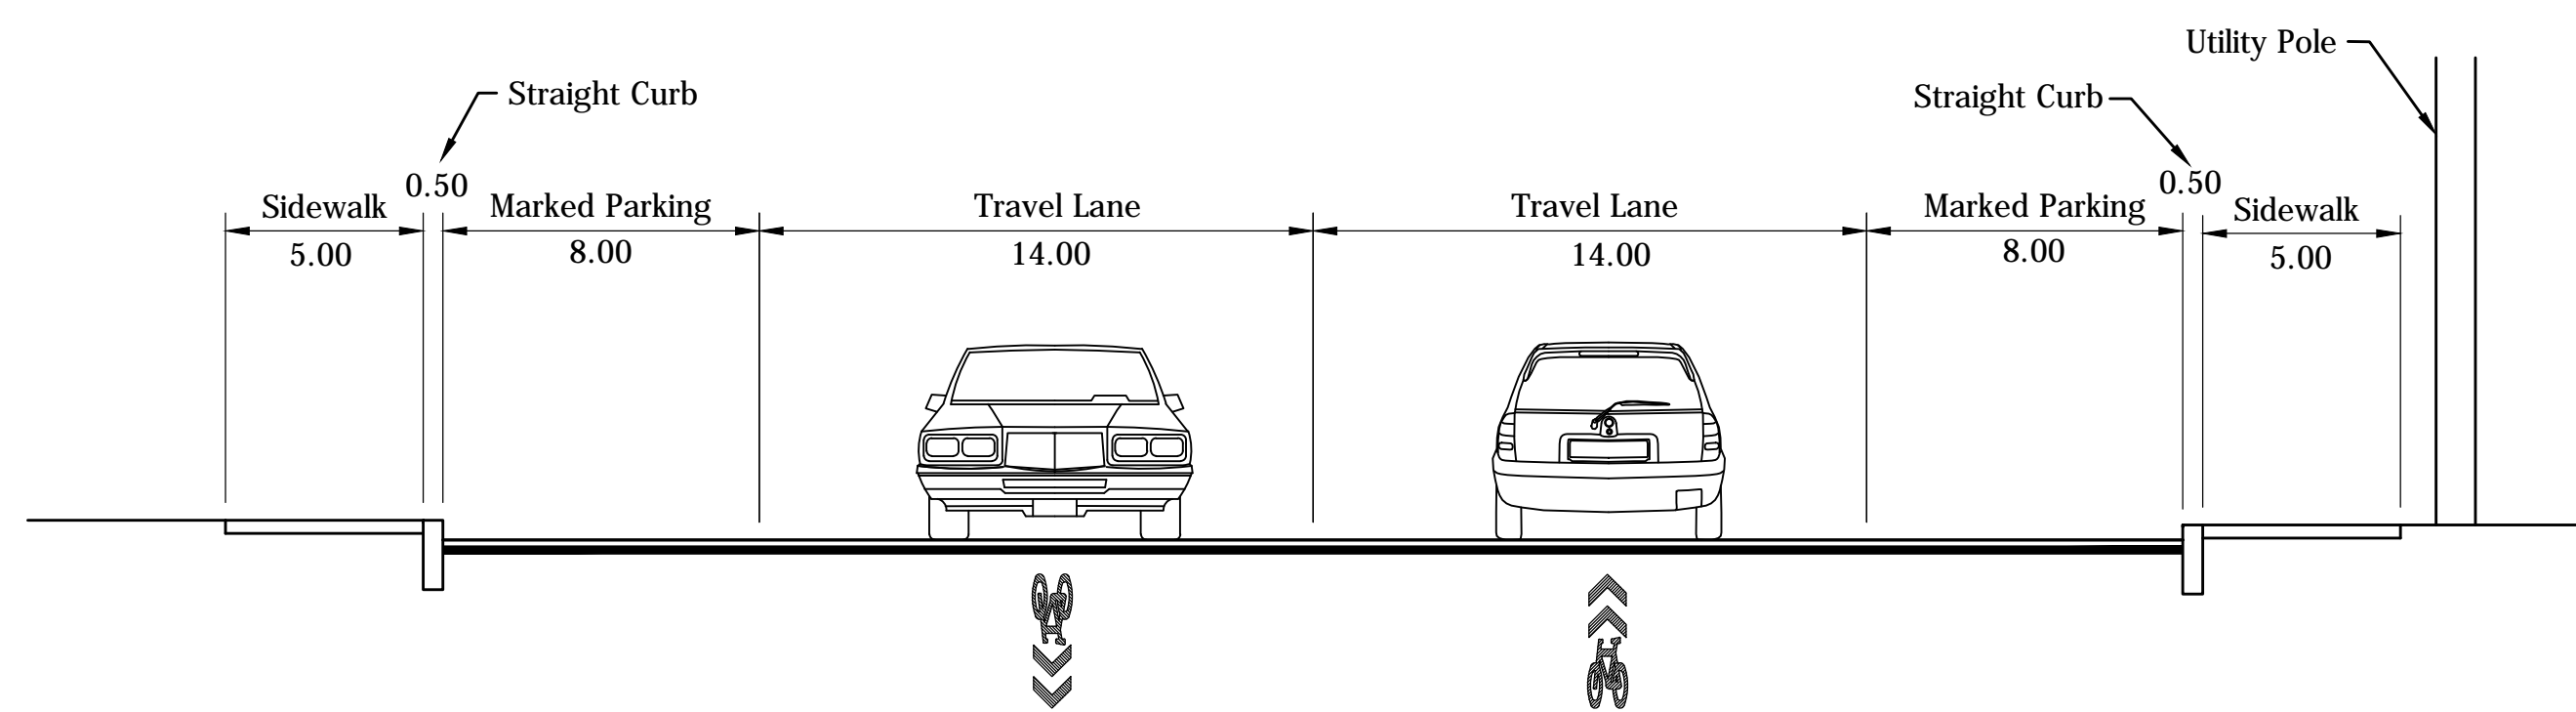 Utility Pole
Straight Curb
Straight Curb
0.50
0.50
Sidewalk
Marked Parking
Travel Lane
Travel Lane
Marked Parking
Sidewalk
5.00
8.00
14.00
14.00
8.00
5.00